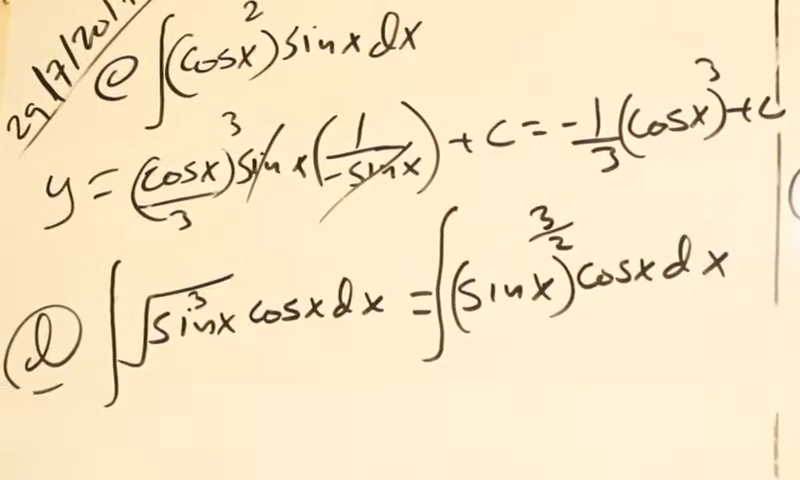 29/7/20
@ ∫(cosx)² sinx dx
y = (cosx)³/3 sinx × (1/-sinx) + c = -1/3 (cosx)³ + c
d ∫√sin³x cosx dx = ∫(sinx)^3/2 cosx dx